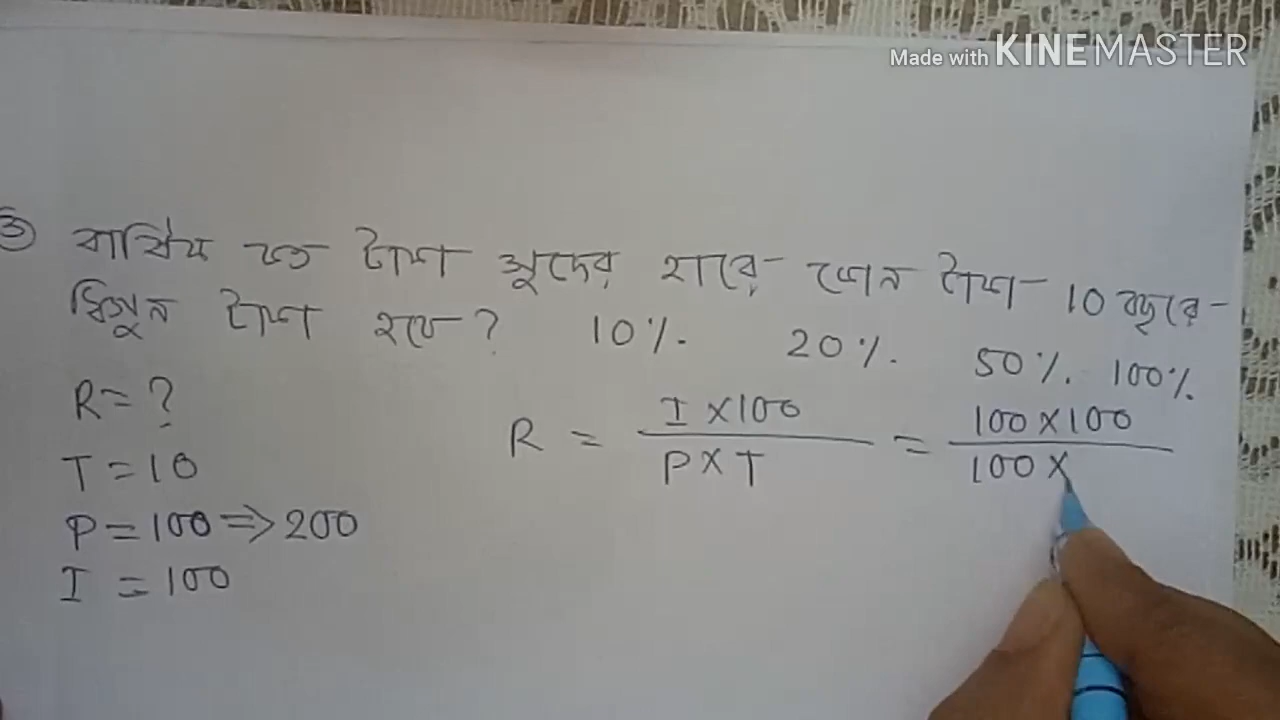 Made with KINEMASTER
৩ বার্ষিক যত টাকা সুদের হারে কোন টাকা 10 বছরে
দ্বিগুন টাকা হবে? 10%. 20%. 50%. 100%.
R = ?
T = 10
P = 100 => 200
I = 100
R = I × 100 / P × T = 100 × 100 / 100 ×